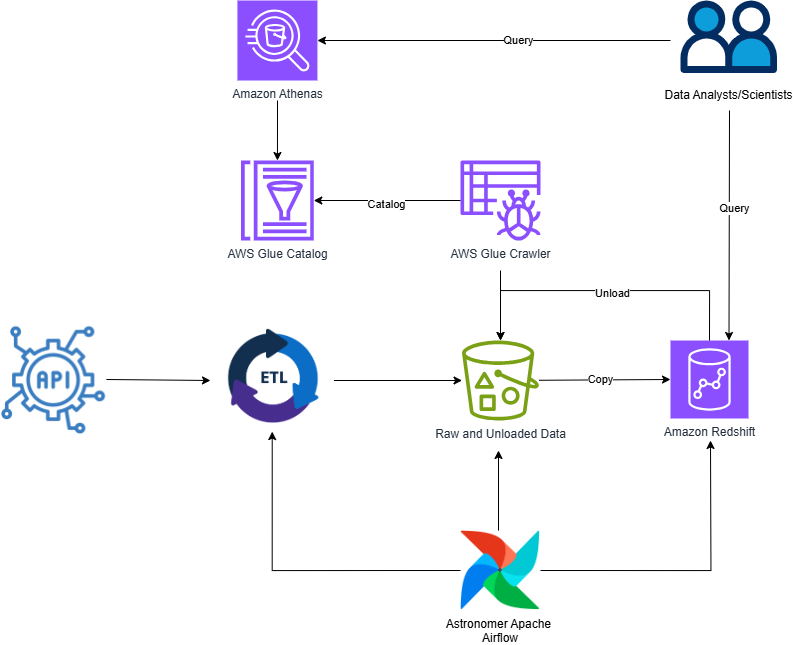 Query
Amazon Athenas
Data Analysts/Scientists
Catalog
Query
AWS Glue Catalog
AWS Glue Crawler
Unload
API
ETL
Copy
Raw and Unloaded Data
Amazon Redshift
Astronomer Apache
Airflow